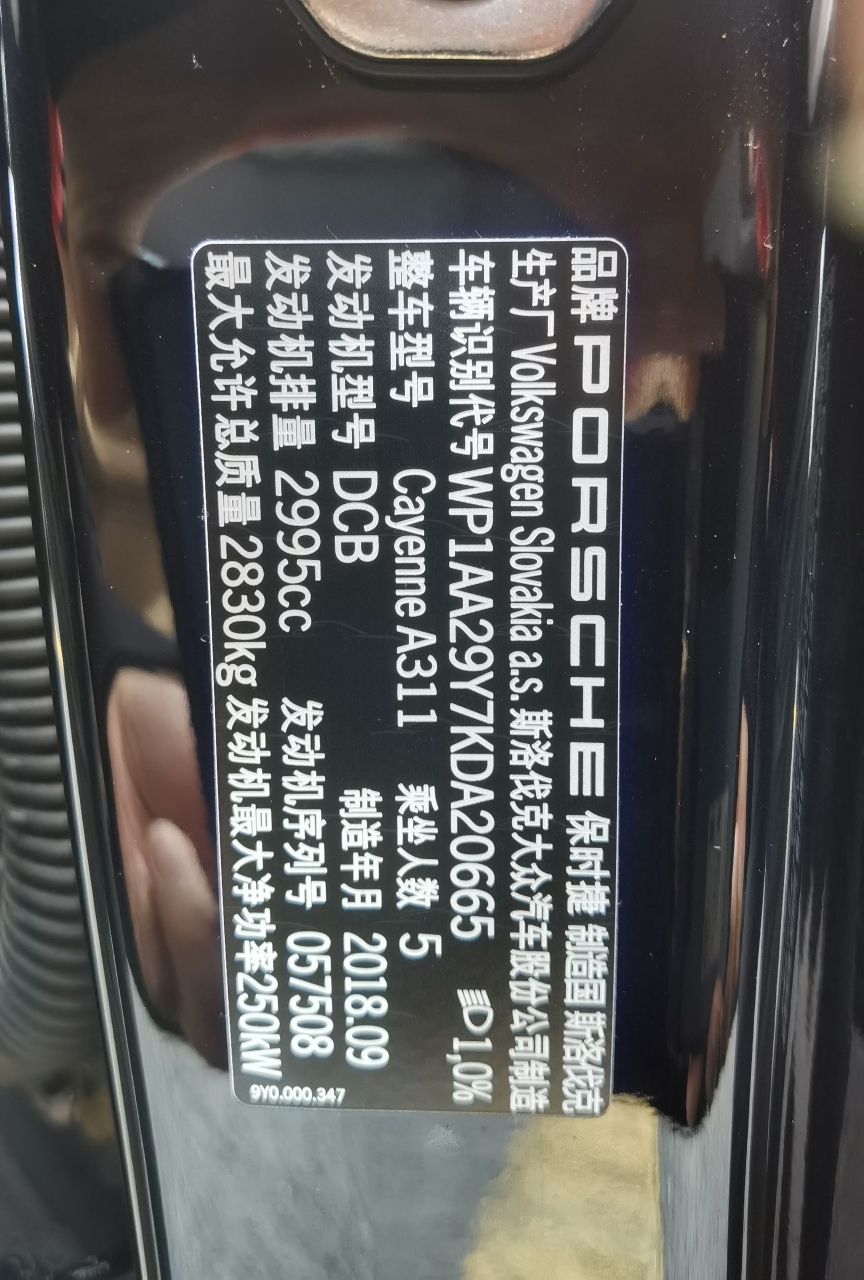 品牌 PORSCHE 保时捷 制造国 斯洛伐克
生产厂 Volkswagen Slovakia a.s. 斯洛伐克大众汽车股份公司制造
车辆识别代号 WP1AA29Y7KDA20665 1,0%
整车型号 Cayenne A311 乘坐人数 5
发动机型号 DCB 制造年月 2018.09
发动机排量 2995cc 发动机序列号 057508
最大允许总质量 2830kg 发动机最大净功率250kW
9Y0.000.347